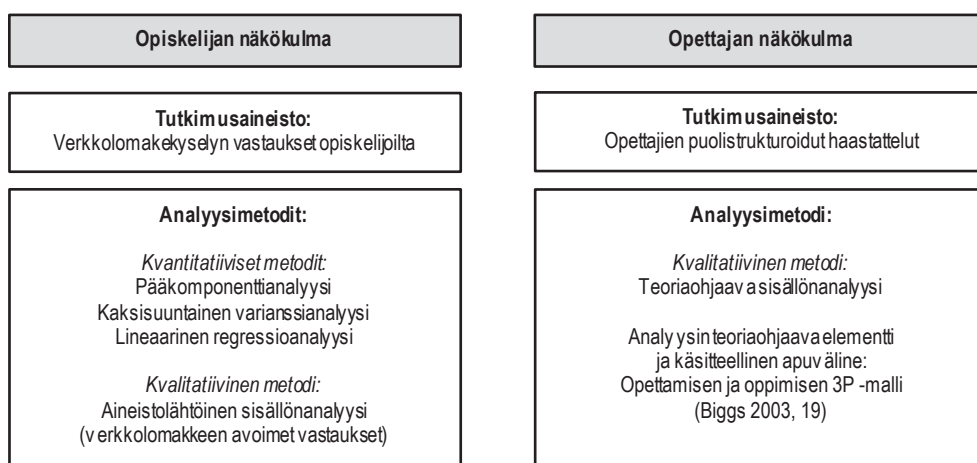 Opiskelijan näkökulma
Tutkimusaineisto:
Verkkolomakekyselyn vastaukset opiskelijoilta
Analyysimetodit:
Kvantitatiiviset metodit:
Pääkomponenttianalyysi
Kaksisuuntainen varianssianalyysi
Lineaarinen regressioanalyysi
Kvalitatiivinen metodi:
Aineistolähtöinen sisällönanalyysi
(verkkolomakkeen avoimet vastaukset)
Opettajan näkökulma
Tutkimusaineisto:
Opettajien puolistrukturoidut haastattelut
Analyysimetodi:
Kvalitatiivinen metodi:
Teoriaohjaava sisällönanalyysi
Analyysin teoriaohjaava elementti
ja käsitteellinen apuväline:
Opettamisen ja oppimisen 3P -malli
(Biggs 2003, 19)